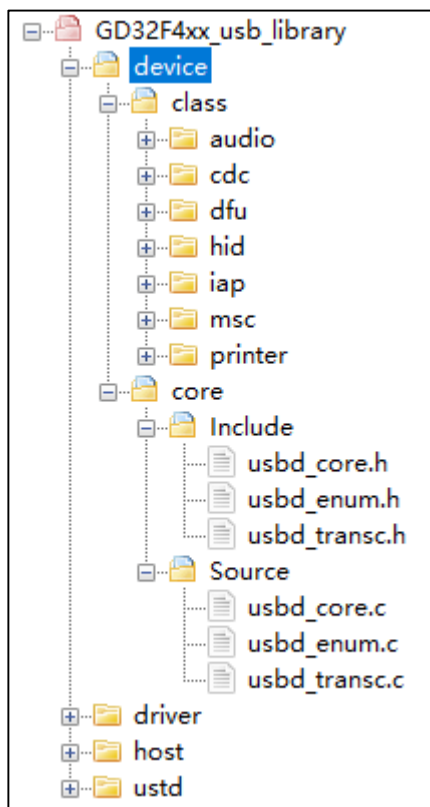 GD32F4xx_usb_library
device
class
audio
cdc
dfu
hid
iap
msc
printer
core
Include
usbd_core.h
usbd_enum.h
usbd_transc.h
Source
usbd_core.c
usbd_enum.c
usbd_transc.c
driver
host
ustd